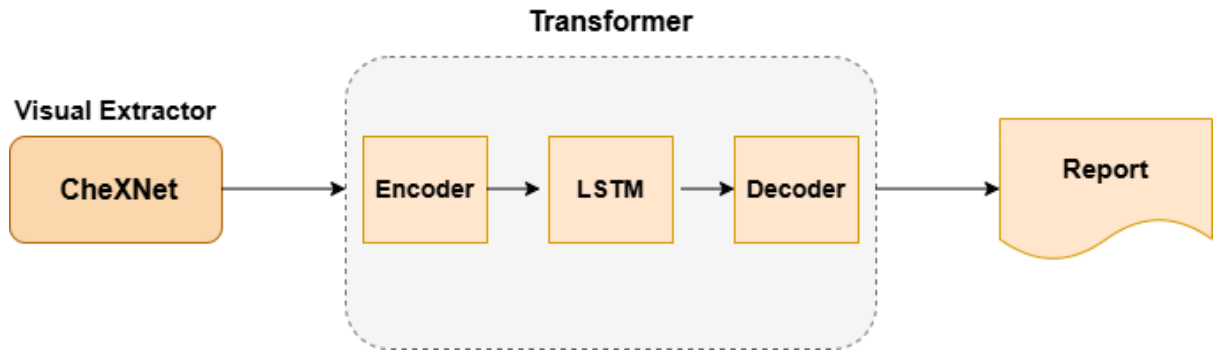 Transformer
Visual Extractor
CheXNet
Encoder
LSTM
Decoder
Report